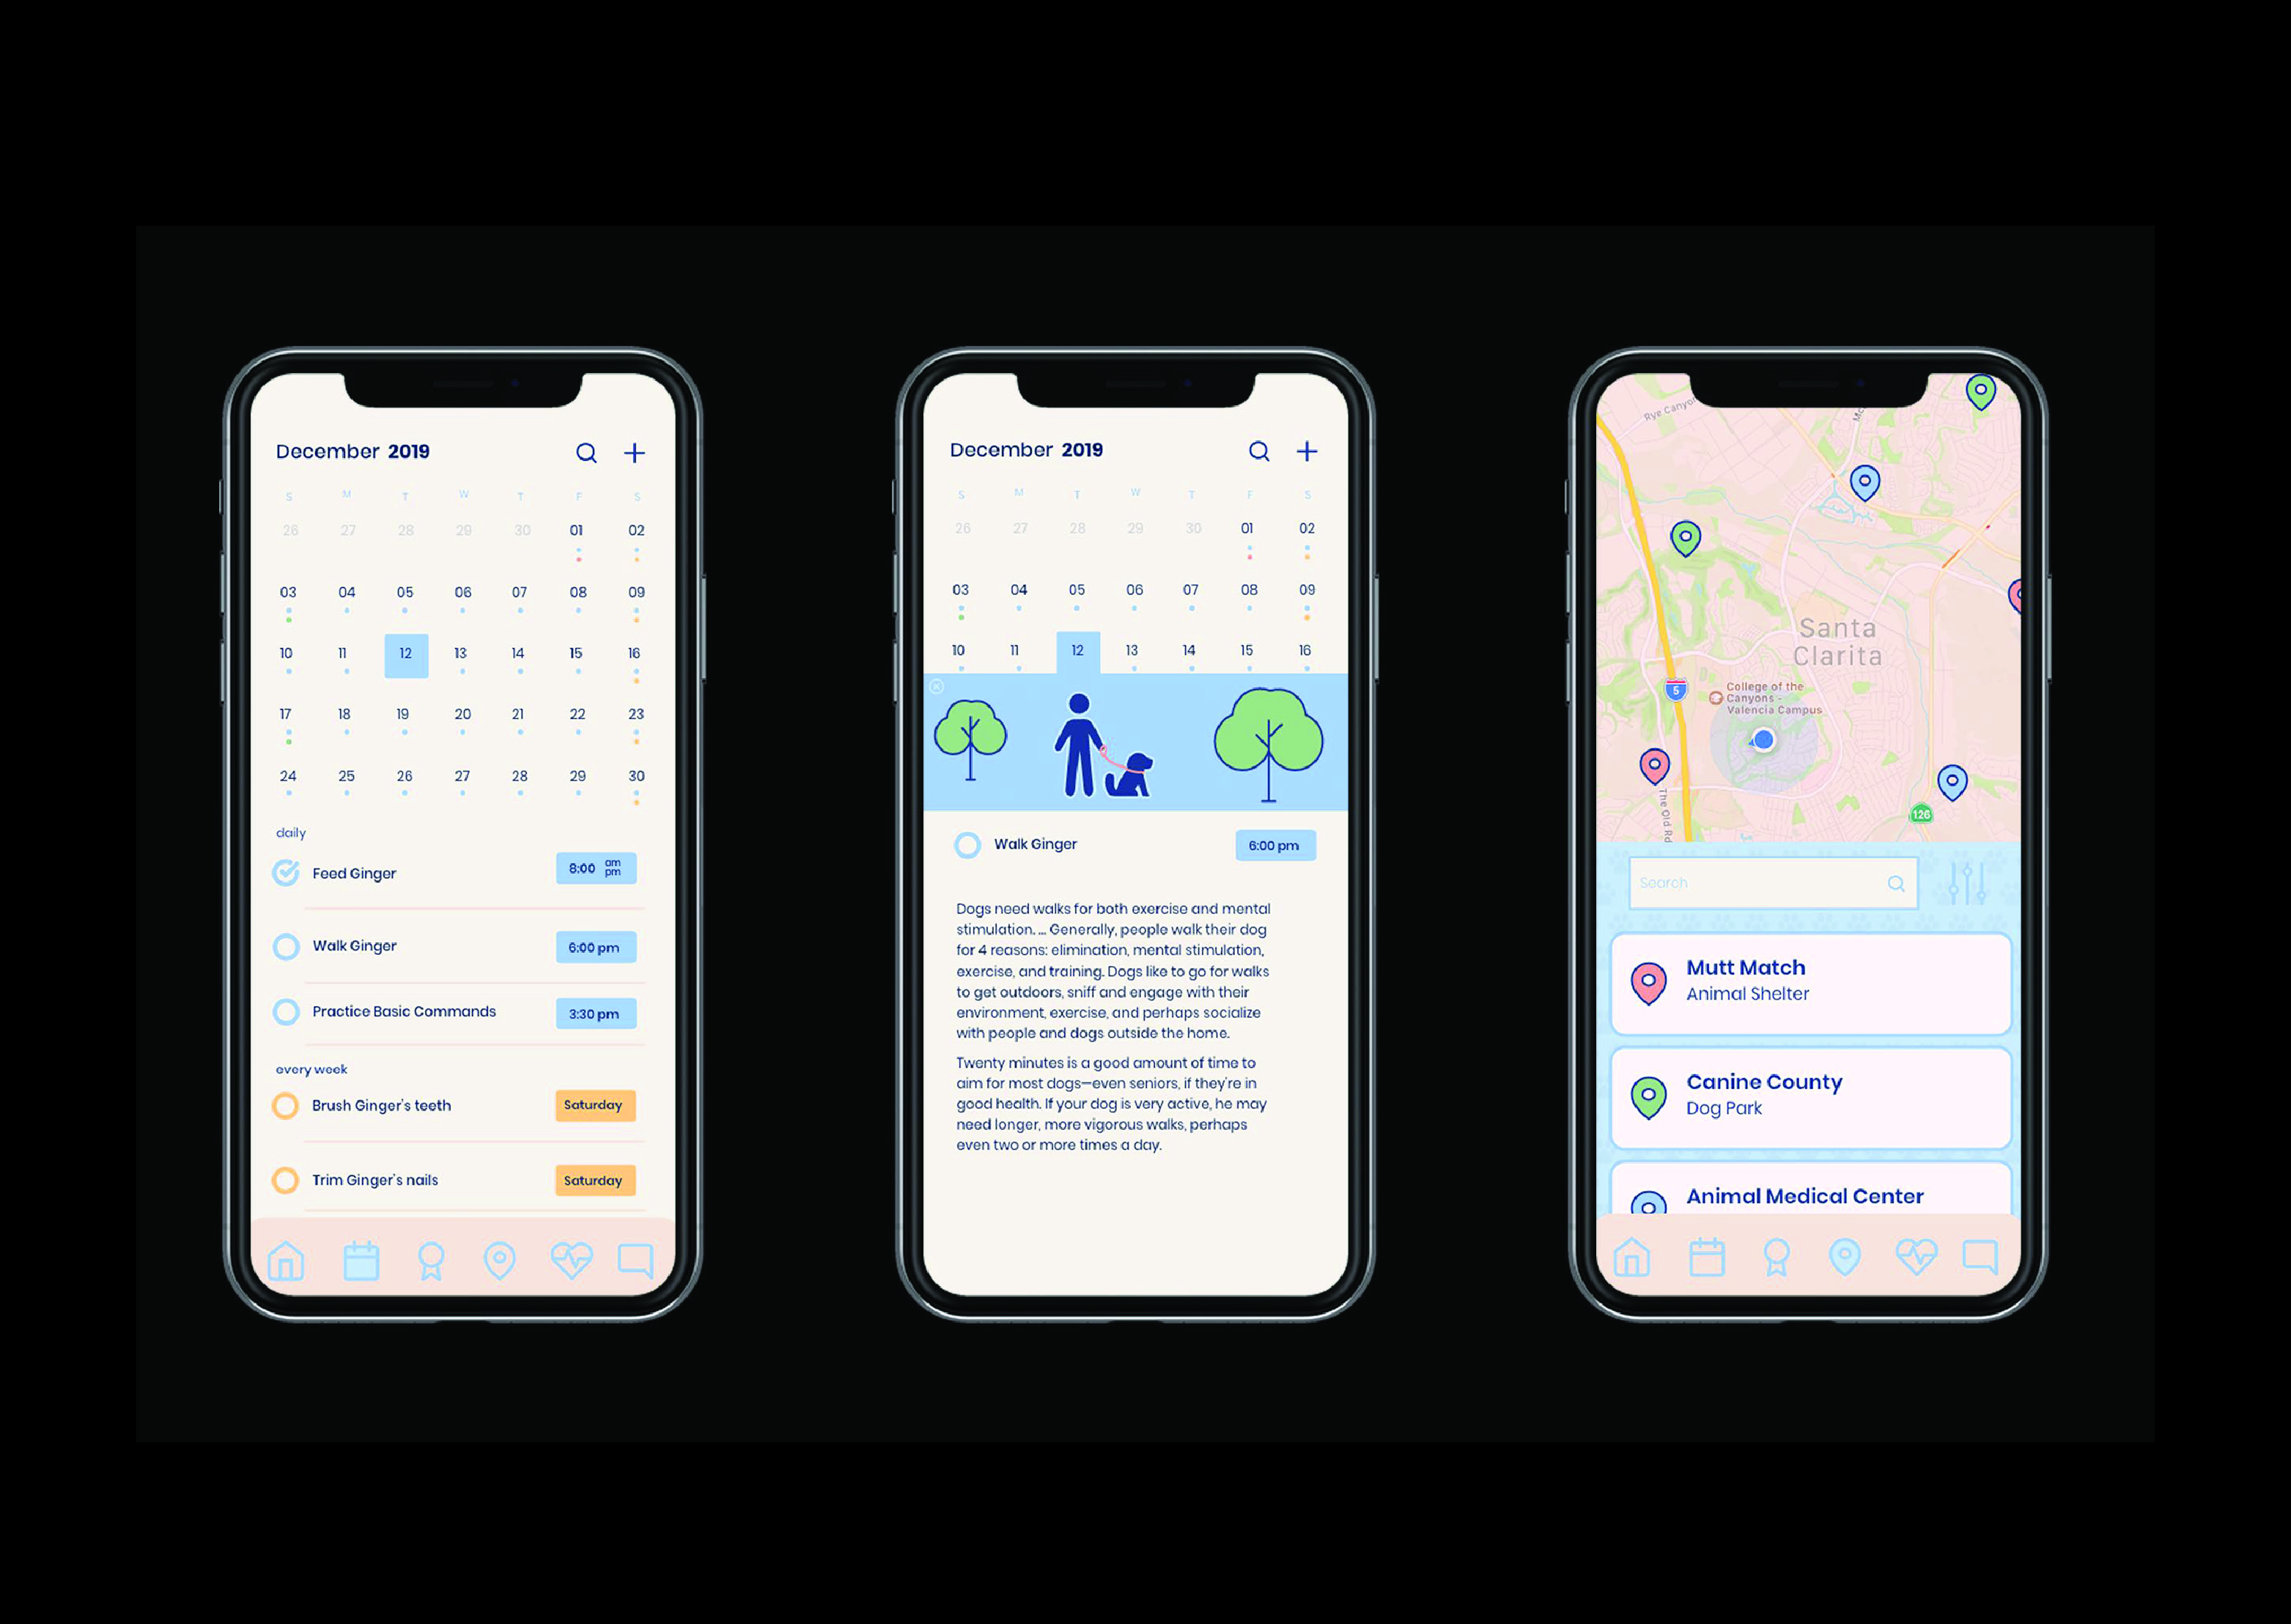 December 2019
S M T W T F S
26 27 28 29 30 01 02
03 04 05 06 07 08 09
10 11 12 13 14 15 16
17 18 19 20 21 22 23
24 25 26 27 28 29 30
daily
Feed Ginger 8:00 am pm
Walk Ginger 6:00 pm
Practice Basic Commands 3:30 pm
every week
Brush Ginger's teeth Saturday
Trim Ginger's nails Saturday
December 2019
S M T W T F S
26 27 28 29 30 01 02
03 04 05 06 07 08 09
10 11 12 13 14 15 16
Walk Ginger 6:00 pm
Dogs need walks for both exercise and mental
stimulation. ... Generally, people walk their dog
for 4 reasons: elimination, mental stimulation,
exercise, and training. Dogs like to go for walks
to get outdoors, sniff and engage with their
environment, exercise, and perhaps socialize
with people and dogs outside the home.
Twenty minutes is a good amount of time to
aim for most dogs—even seniors, if they're in
good health. If your dog is very active, he may
need longer, more vigorous walks, perhaps
even two or more times a day.
Rye Canyon
Mc
Santa
Clarita
5
College of the
Canyons -
Valencia Campus
The Old Rd
126
Search
Mutt Match
Animal Shelter
Canine County
Dog Park
Animal Medical Center